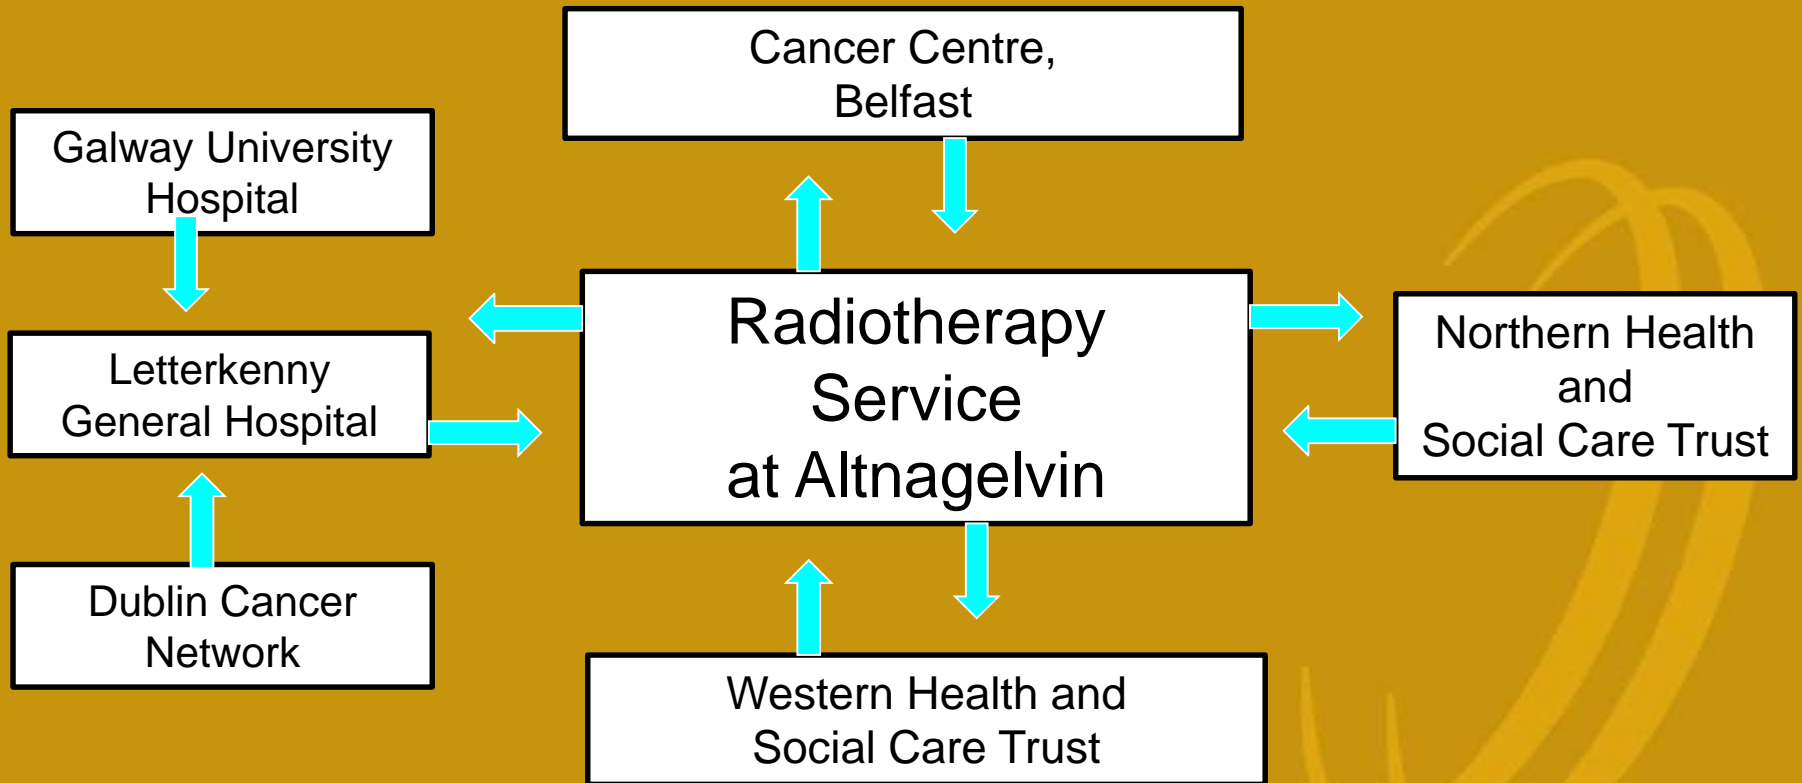 Cancer Centre,
Belfast
Galway University
Hospital
Radiotherapy
Service
at Altnagelvin
Letterkenny
General Hospital
Northern Health
and
Social Care Trust
Dublin Cancer
Network
Western Health and
Social Care Trust